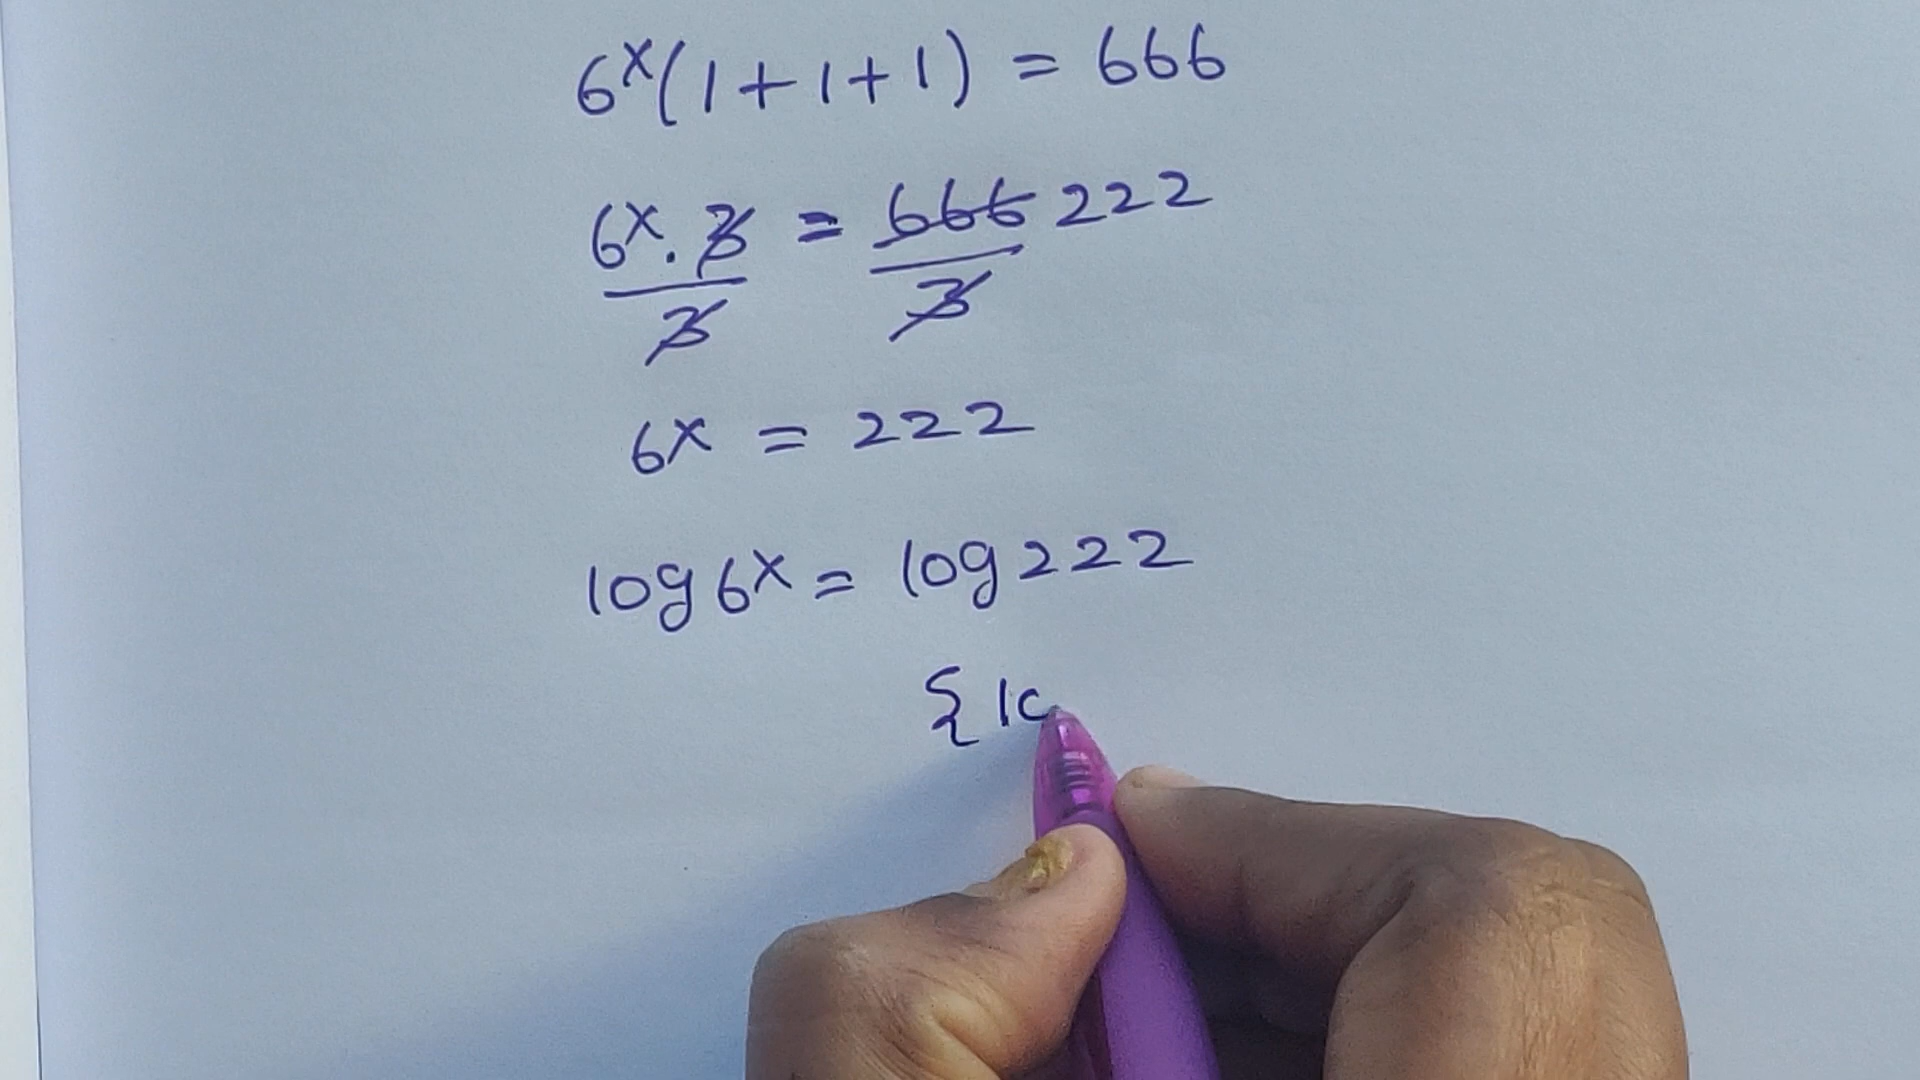 6^x(1+1+1) = 666
6^x.3/3 = 666/3 222
6^x = 222
log 6^x = log 222
{ lo